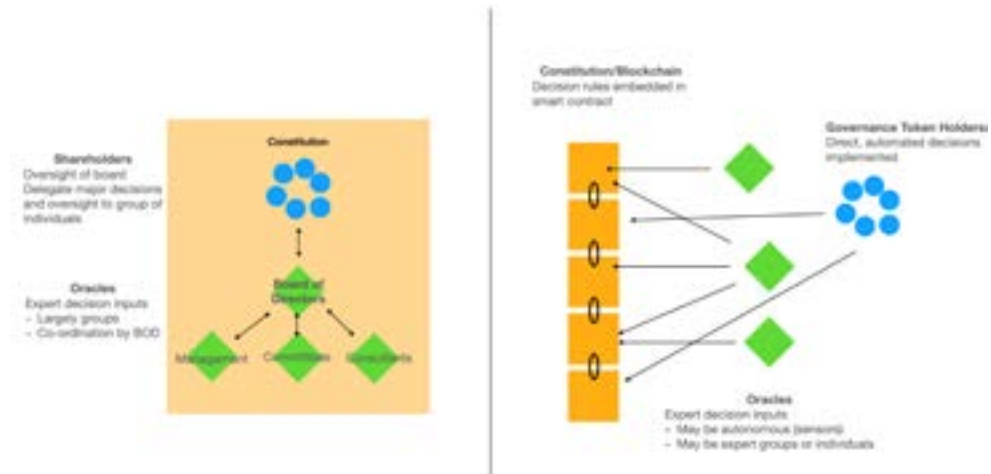 Constitution
Shareholders
Oversight of board
Delegate major decisions
and oversight to group of
individuals
Board of
Directors
Oracles
Expert decision inputs
- Largely groups
- Co-ordination by BOD
Management
Committees
Consultants
Constitution/Blockchain
Decision rules embedded in
smart contract
Governance Token Holders
Direct, automated decisions
implemented
Oracles
Expert decision inputs
- May be autonomous (sensors)
- May be expert groups or individuals